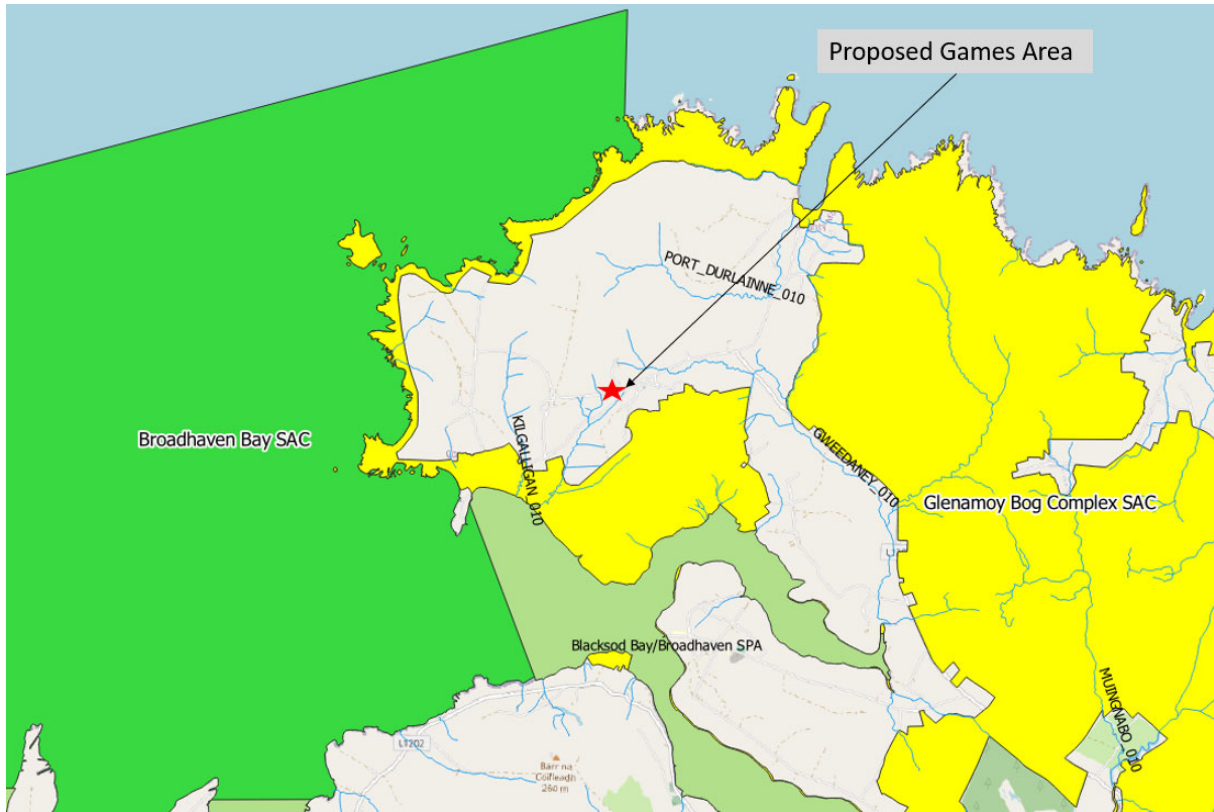 Proposed Games Area
PORT_DURLAINNE_010
Broadhaven Bay SAC
KILGALLIGAN_010
GWEEDANEY_010
Glenamoy Bog Complex SAC
Blacksod Bay/Broadhaven SPA
MUINGNABO_010
L1202
Barr na
Coilleadh
260 m